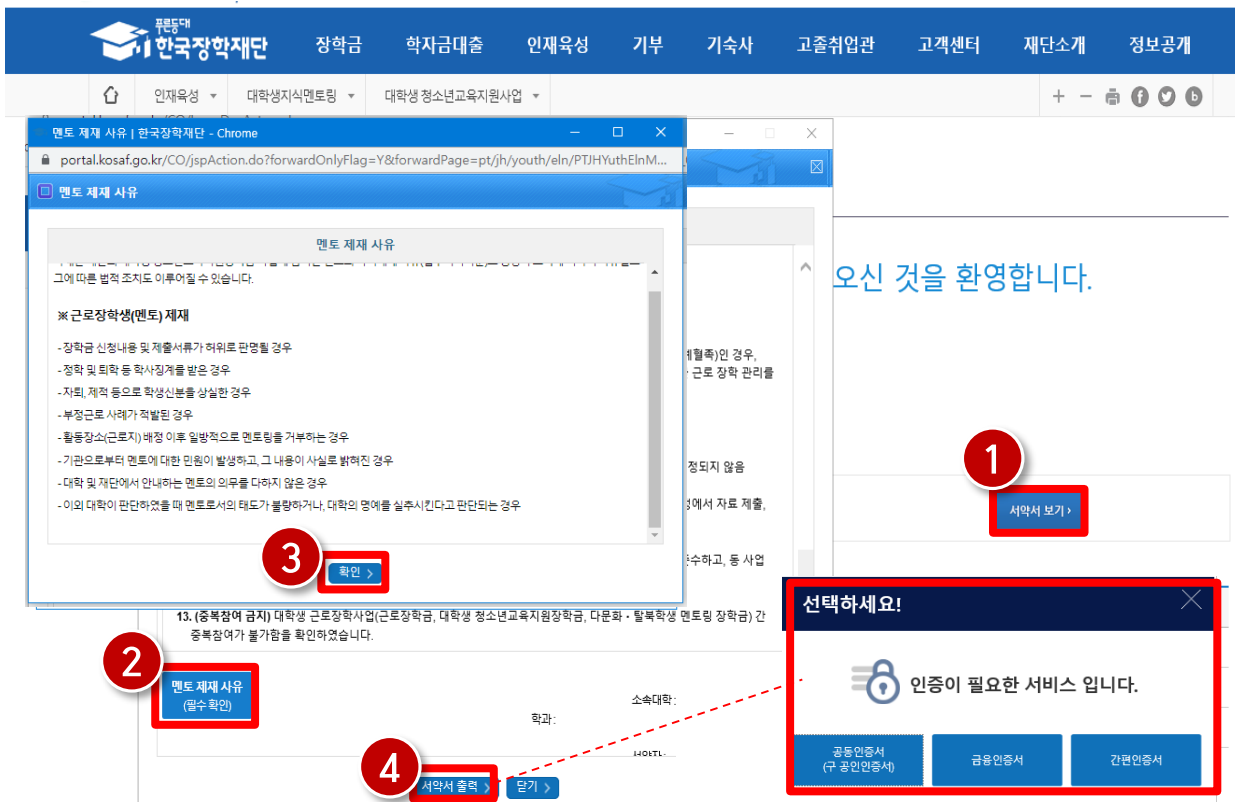 푸른등대
한국장학재단
장학금 학자금대출 인재육성 기부 기숙사 고졸취업관 고객센터 재단소개 정보공개
인재육성 대학생지식멘토링 대학생 청소년교육지원사업
멘토 제재 사유 | 한국장학재단 - Chrome
portal.kosaf.go.kr/CO/jspAction.do?forwardOnlyFlag=Y&forwardPage=pt/jh/youth/eln/PTJHYuthElnM...
멘토 제재 사유
멘토 제재 사유
그에 따른 법적 조치도 이루어질 수 있습니다.
※ 근로장학생(멘토) 제재
- 장학금 신청내용 및 제출서류가 허위로 판명될 경우
- 정학 및 퇴학 등 학사징계를 받은 경우
- 자퇴, 제적 등으로 학생신분을 상실한 경우
- 부정근로 사례가 적발된 경우
- 활동장소(근로지) 배정 이후 일방적으로 멘토링을 거부하는 경우
- 기관으로부터 멘토에 대한 민원이 발생하고, 그 내용이 사실로 밝혀진 경우
- 대학 및 재단에서 안내하는 멘토의 의무를 다하지 않은 경우
- 이외 대학이 판단하였을 때 멘토로서의 태도가 불량하거나, 대학의 명예를 실추시킨다고 판단되는 경우
3
확인
오신 것을 환영합니다.
혈족)인 경우,
근로 장학 관리를
정되지 않음
에서 자료 제출,
수하고, 동 사업
1
서약서 보기
13. (중복참여 금지) 대학생 근로장학사업(근로장학금, 대학생 청소년교육지원장학금, 다문화·탈북학생 멘토링 장학금) 간
중복참여가 불가함을 확인하였습니다.
2
멘토 제재 사유
(필수 확인)
소속대학 :
학과 :
4
서약서 출력 닫기
선택하세요!
인증이 필요한 서비스 입니다.
공동인증서
(구 공인인증서)
금융인증서
간편인증서